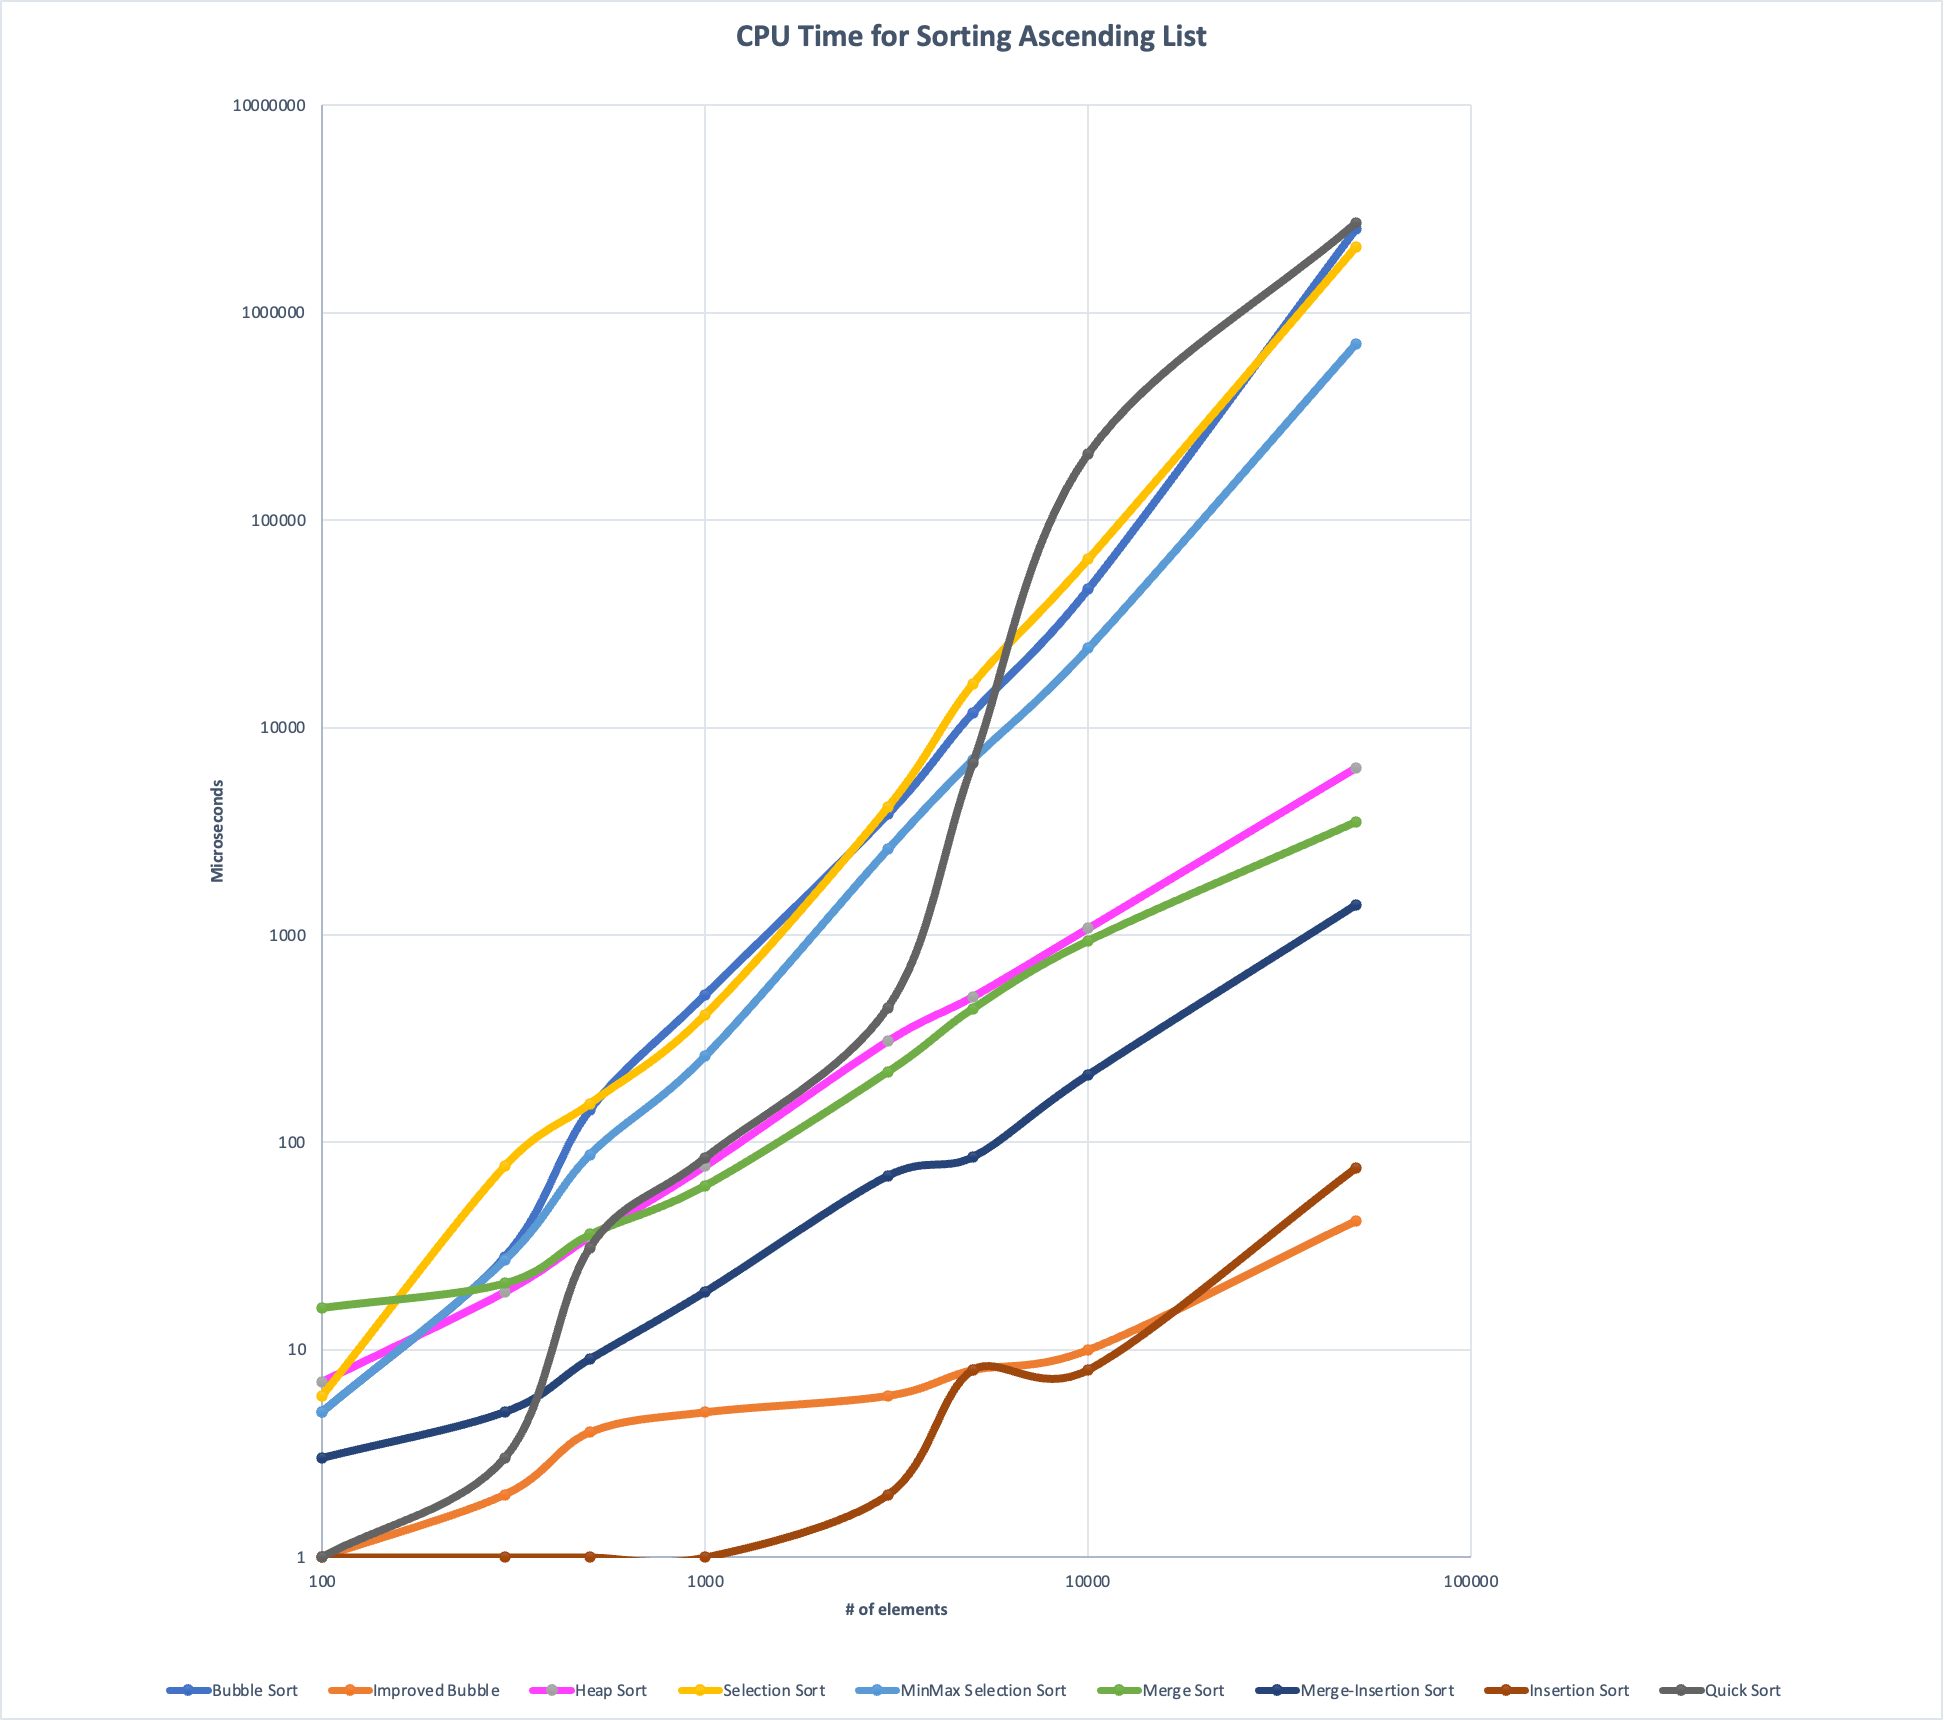 CPU Time for Sorting Ascending List
10000000
1000000
100000
10000
1000
100
10
1
Microseconds
100 1000 10000 100000
# of elements
Bubble Sort Improved Bubble Heap Sort Selection Sort MinMax Selection Sort Merge Sort Merge-Insertion Sort Insertion Sort Quick Sort